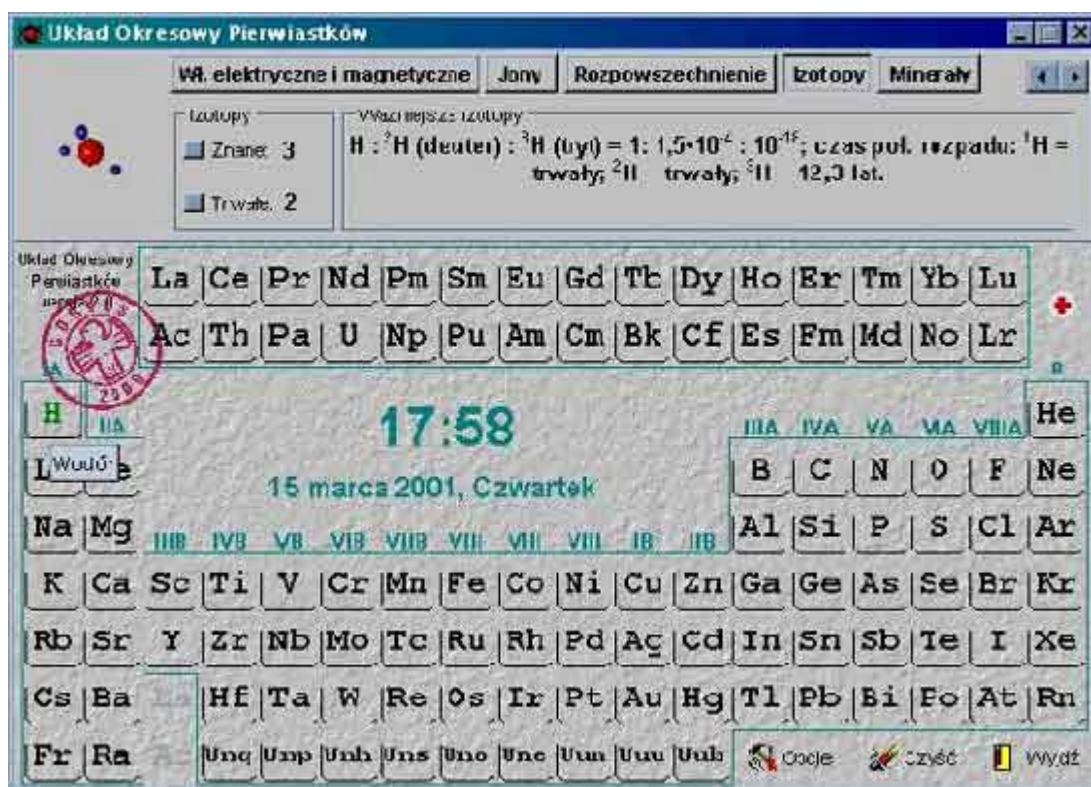 Układ Okresowy Pierwiastków
Wł. elektryczne i magnetyczne Jony Rozpowszechnienie Izotopy Minerały
Izotopy
Ważniejsze izotopy
Znane: 3
Trwałe: 2
H : ²H (deuter) : ³H (tryt) = 1: 1,5·10⁻⁴ : 10⁻¹⁸; czas poł. rozpadu: ¹H =
trwały; ²H trwały; ³H 12,3 lat.
Układ Okresowy
Pierwiastków
La Ce Pr Nd Pm Sm Eu Gd Tb Dy Ho Er Tm Yb Lu
Ac Th Pa U Np Pu Am Cm Bk Cf Es Fm Md No Lr
IA
H IIA
17:58
IIIA IVA VA VIA VIIIA He
Wodór
15 marca 2001, Czwartek
B C N O F Ne
Na Mg IIIB IVB VB VIB VIIB VIII VIII VIII IB IIB Al Si P S Cl Ar
K Ca Sc Ti V Cr Mn Fe Co Ni Cu Zn Ga Ge As Se Br Kr
Rb Sr Y Zr Nb Mo Tc Ru Rh Pd Ag Cd In Sn Sb Te I Xe
Cs Ba La Hf Ta W Re Os Ir Pt Au Hg Tl Pb Bi Po At Rn
Fr Ra Ac Unq Unp Unh Uns Uno Une Uun Uuu Uub Opcje Czyść Wyjdź